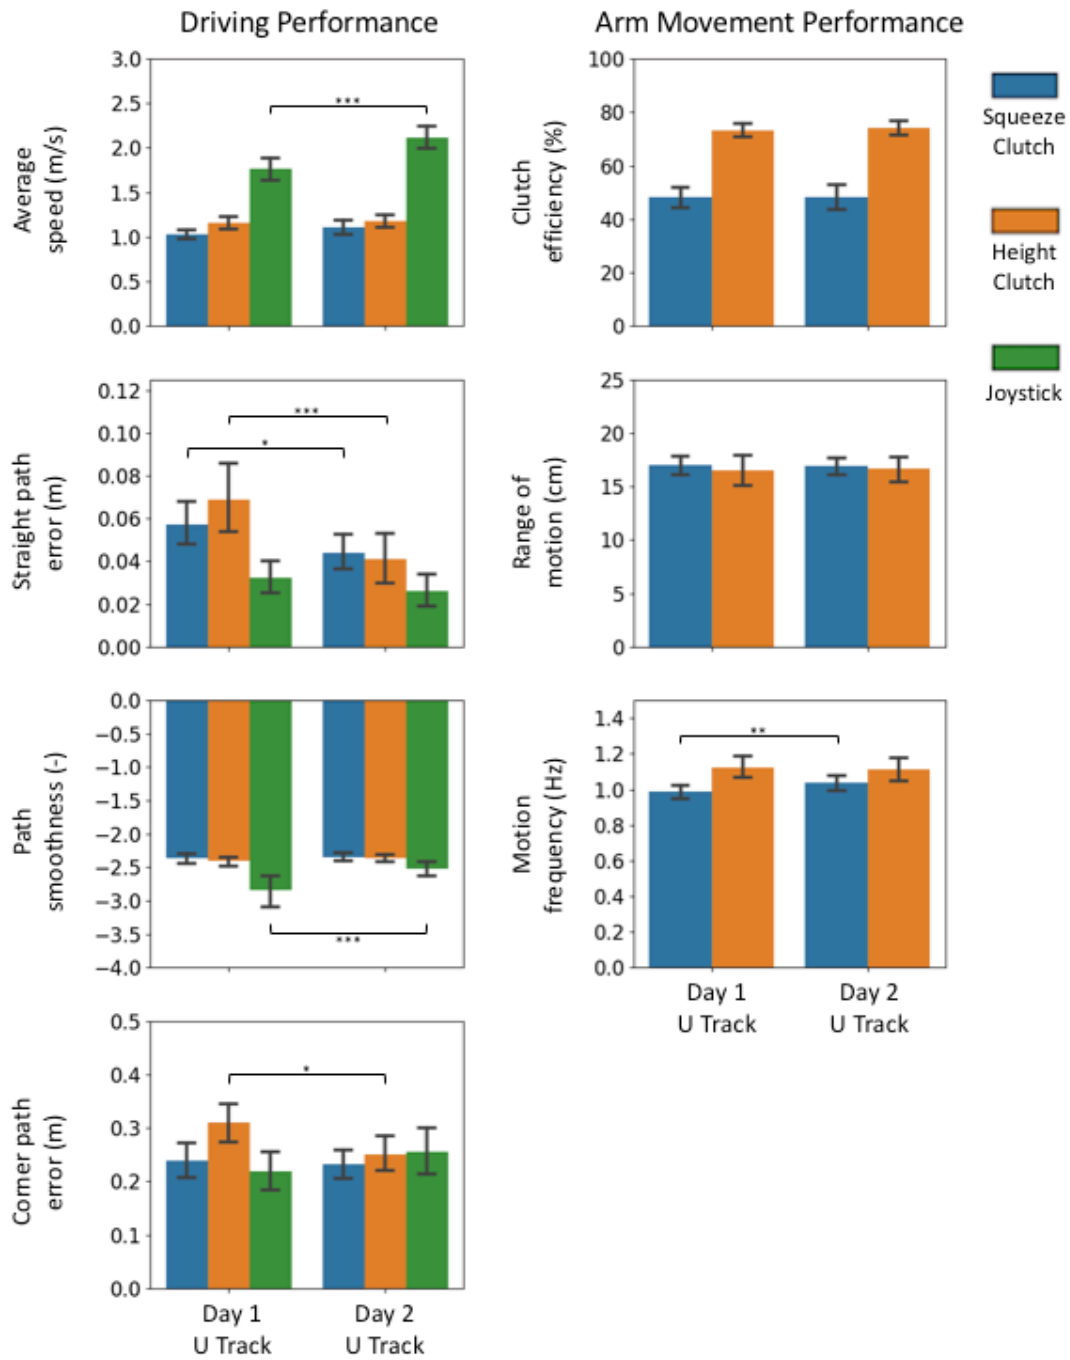 Driving Performance
Arm Movement Performance
Average
speed (m/s)
3.0
2.5
2.0
1.5
1.0
0.5
0.0
***
Clutch
efficiency (%)
100
80
60
40
20
0
Squeeze
Clutch
Height
Clutch
Joystick
Straight path
error (m)
0.12
0.10
0.08
0.06
0.04
0.02
0.00
***
*
Range of
motion (cm)
25
20
15
10
5
0
Path
smoothness (-)
0.0
−0.5
−1.0
−1.5
−2.0
−2.5
−3.0
−3.5
−4.0
***
Motion
frequency (Hz)
1.4
1.2
1.0
0.8
0.6
0.4
0.2
0.0
**
Day 1
U Track
Day 2
U Track
Corner path
error (m)
0.5
0.4
0.3
0.2
0.1
0.0
*
Day 1
U Track
Day 2
U Track